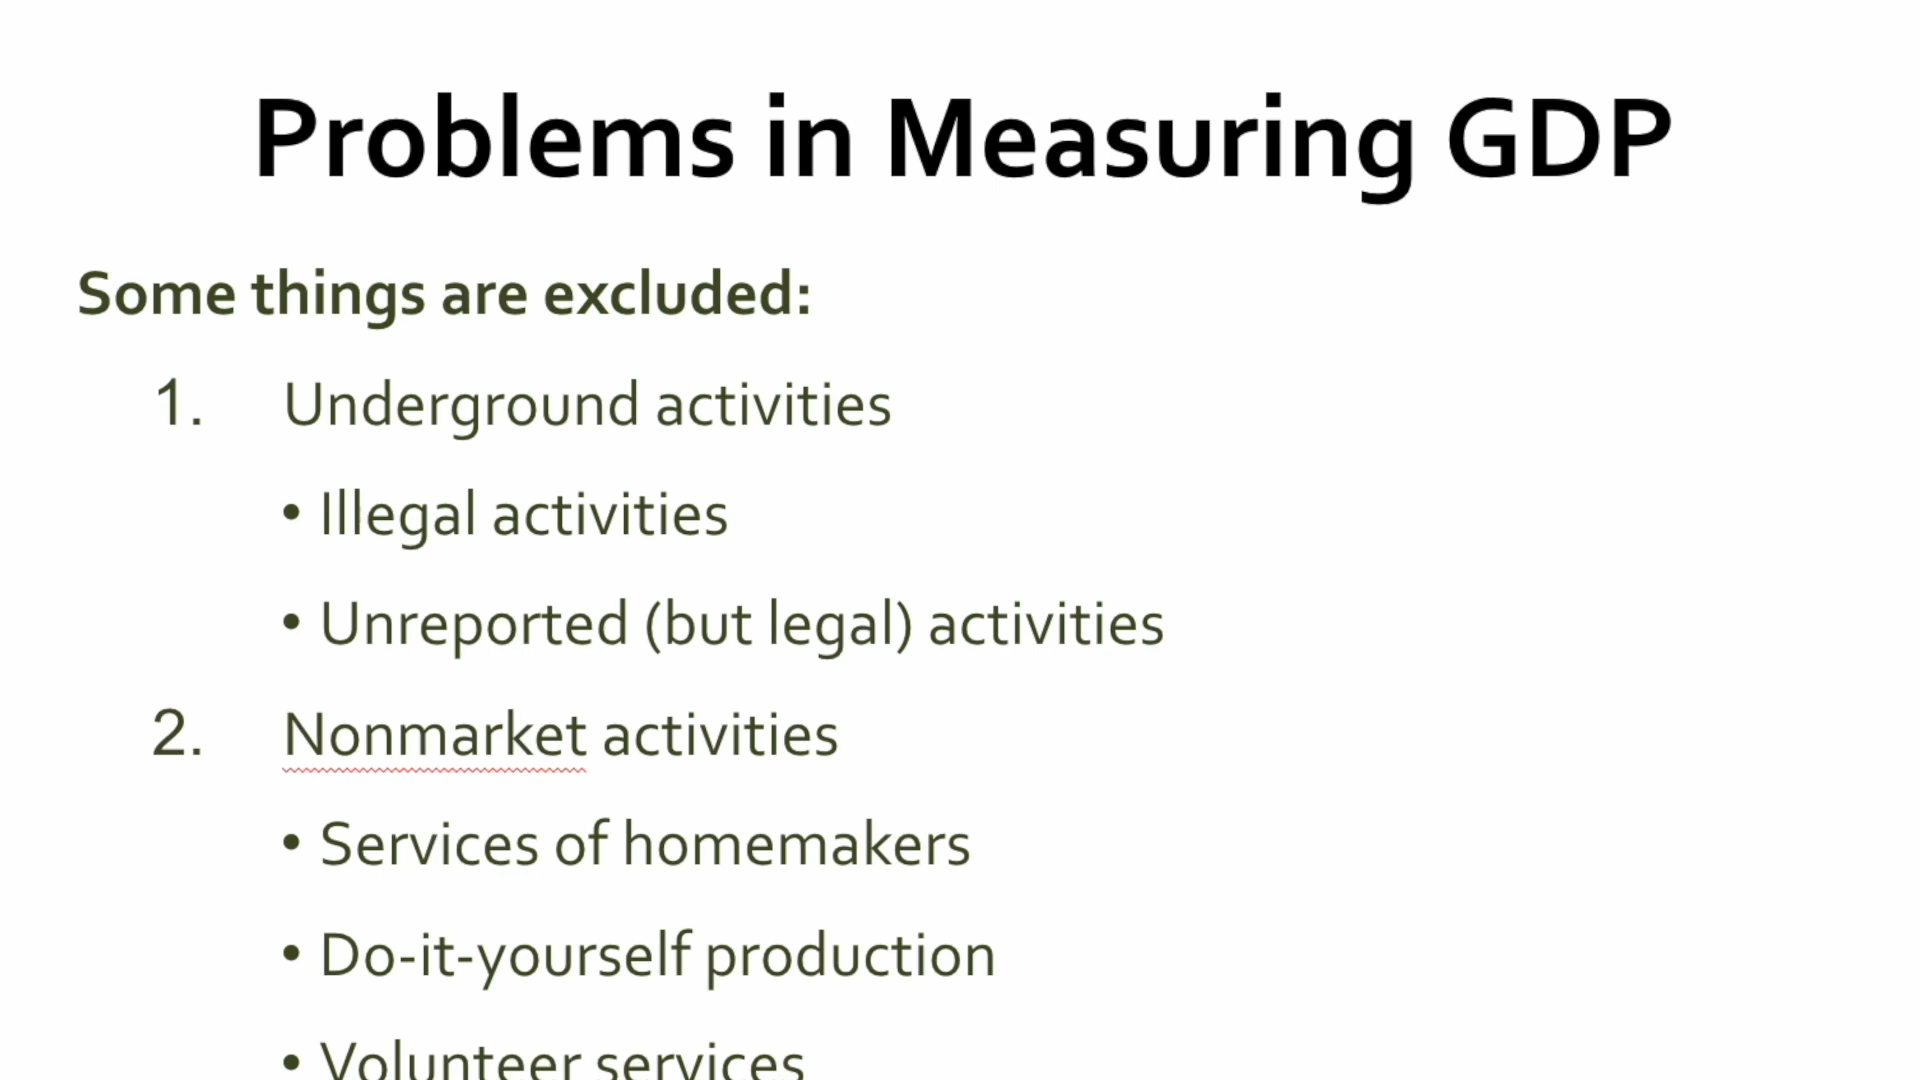 Problems in Measuring GDP
Some things are excluded:
1. Underground activities
• Illegal activities
• Unreported (but legal) activities
2. Nonmarket activities
• Services of homemakers
• Do-it-yourself production
• Volunteer services